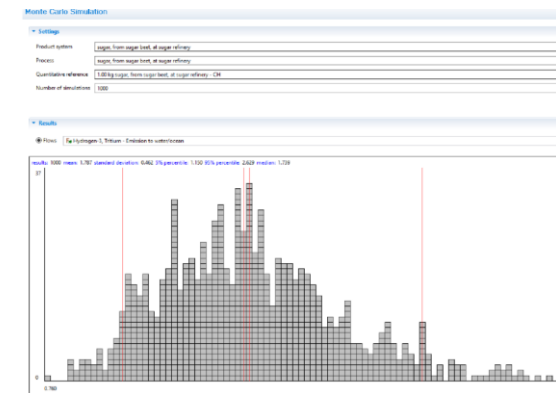 Monte Carlo Simulation
Settings
Product system sugar, from sugar beet, at sugar refinery
Process sugar, from sugar beet, at sugar refinery
Quantitative reference 1.00 kg sugar, from sugar beet, at sugar refinery - CH
Number of simulations 1000
Results
Flows Hydrogen-3, Tritium - Emission to water/ocean
results: 1000 mean: 1.787 standard deviation: 0.462 5% percentile: 1.150 95% percentile: 2.629 median: 1.739
37
0
0.760